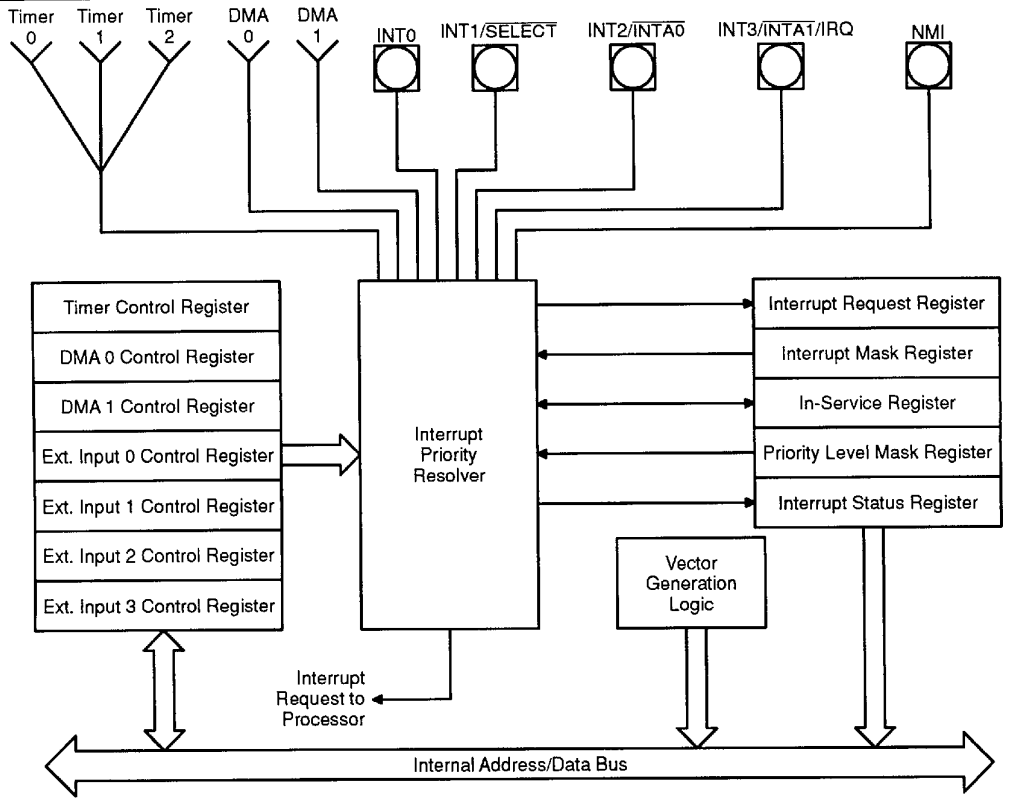 Timer
0
Timer
1
Timer
2
DMA
0
DMA
1
INT0
INT1/S̅E̅L̅E̅C̅T̅
INT2/I̅N̅T̅A̅0̅
INT3/I̅N̅T̅A̅1̅/IRQ
NMI
Timer Control Register
DMA 0 Control Register
DMA 1 Control Register
Ext. Input 0 Control Register
Ext. Input 1 Control Register
Ext. Input 2 Control Register
Ext. Input 3 Control Register
Interrupt
Priority
Resolver
Interrupt Request Register
Interrupt Mask Register
In-Service Register
Priority Level Mask Register
Interrupt Status Register
Vector
Generation
Logic
Interrupt
Request to
Processor
Internal Address/Data Bus